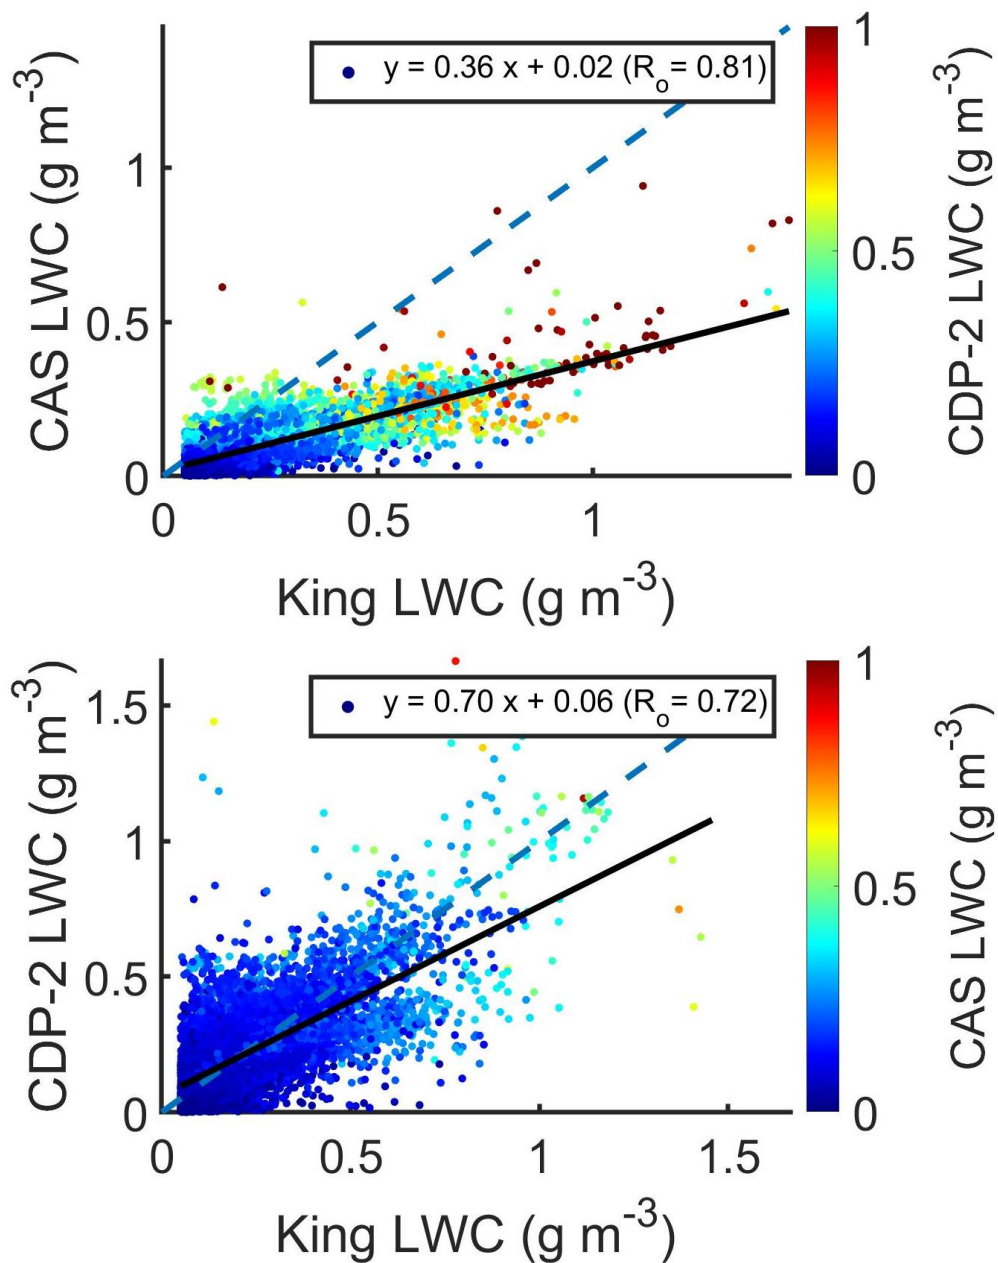 y = 0.36 x + 0.02 (Rₒ= 0.81)
CAS LWC (g m⁻³)
1
0.5
0
0
0.5
1
King LWC (g m⁻³)
1
0.5
0
CDP-2 LWC (g m⁻³)
y = 0.70 x + 0.06 (Rₒ= 0.72)
CDP-2 LWC (g m⁻³)
1.5
1
0.5
0
0
0.5
1
1.5
King LWC (g m⁻³)
1
0.5
0
CAS LWC (g m⁻³)